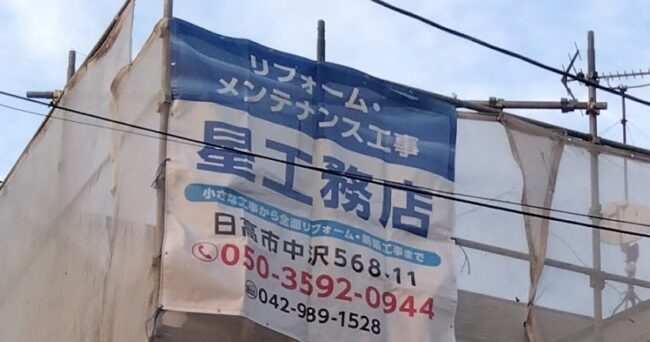 リフォーム・
メンテナンス工事
星工務店
小さな工事から全面リフォーム・新築工事まで
日高市中沢568-11
050-3592-0944
042-989-1528